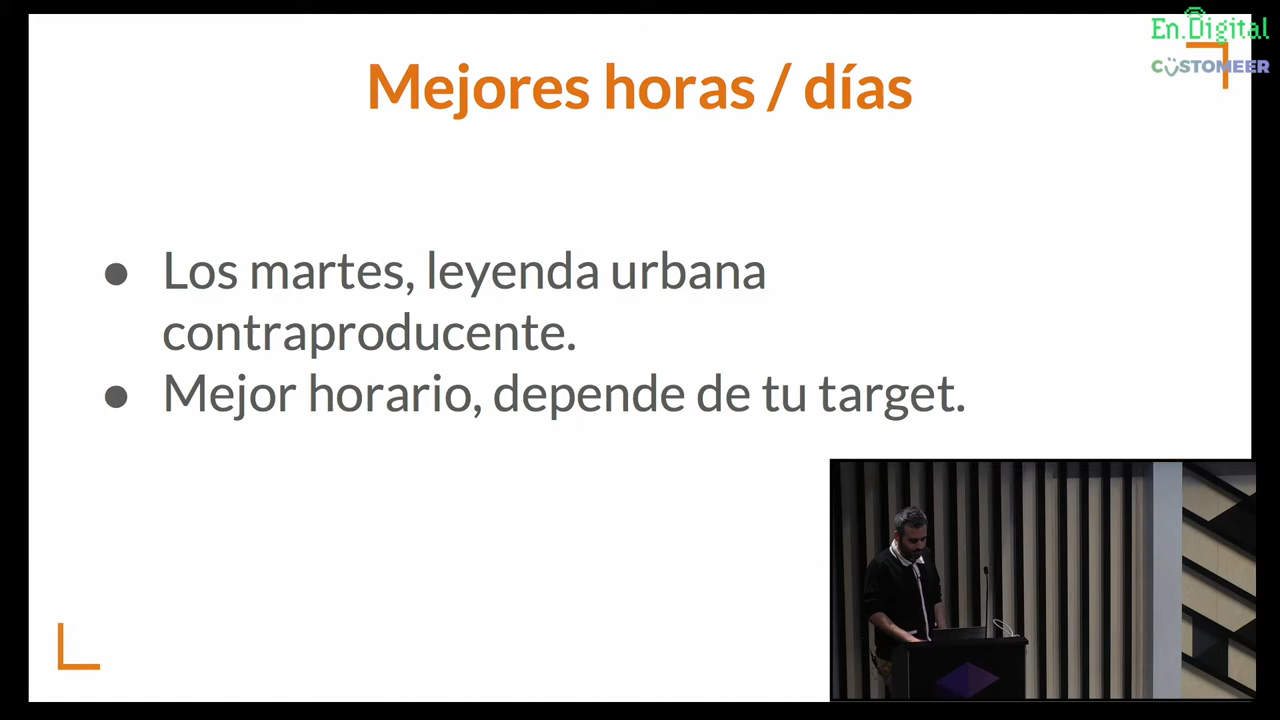 En.Digital
CUSTOMEER
Mejores horas / días
● Los martes, leyenda urbana
contraproducente.
● Mejor horario, depende de tu target.